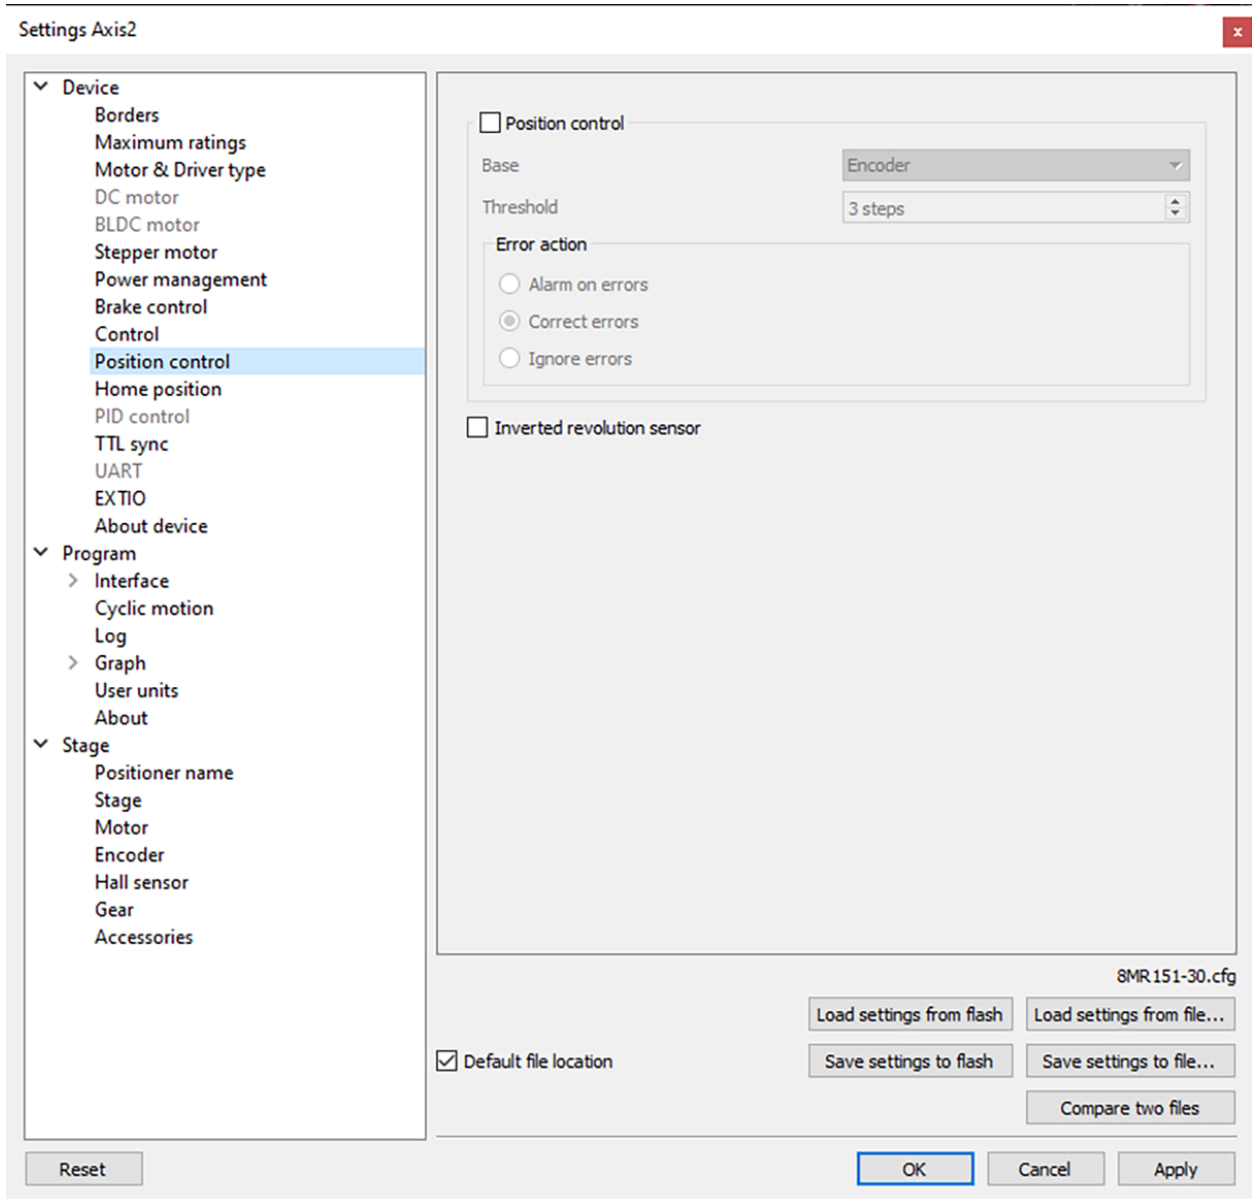 Settings Axis2
x
Device
Borders
Maximum ratings
Motor & Driver type
DC motor
BLDC motor
Stepper motor
Power management
Brake control
Control
Position control
Home position
PID control
TTL sync
UART
EXTIO
About device
Program
Interface
Cyclic motion
Log
Graph
User units
About
Stage
Positioner name
Stage
Motor
Encoder
Hall sensor
Gear
Accessories
Position control
Base Encoder
Threshold 3 steps
Error action
Alarm on errors
Correct errors
Ignore errors
Inverted revolution sensor
8MR151-30.cfg
Load settings from flash Load settings from file...
Default file location Save settings to flash Save settings to file...
Compare two files
Reset OK Cancel Apply